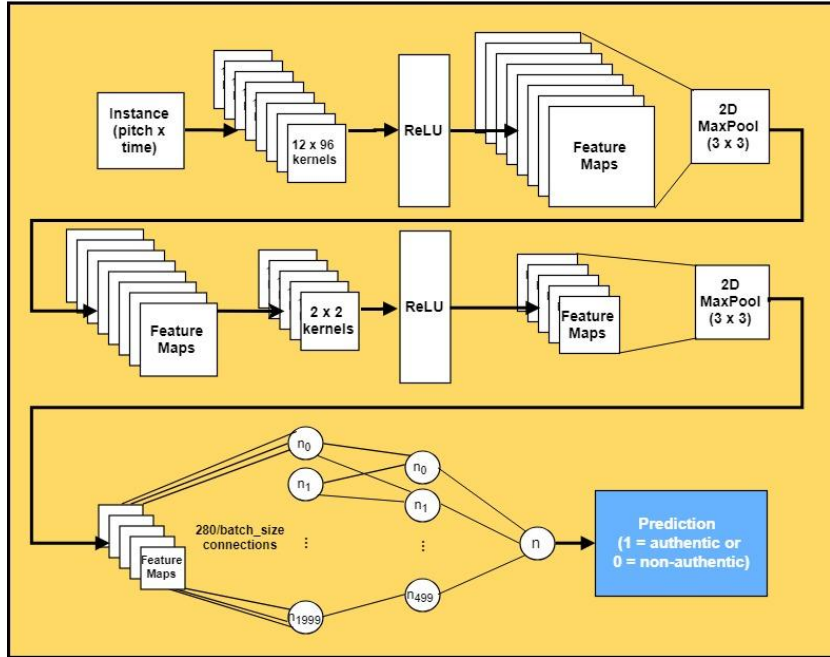 Instance
(pitch x
time)
12 x 96
kernels
ReLU
Feature
Maps
2D
MaxPool
(3 x 3)
Feature
Maps
2 x 2
kernels
ReLU
Feature
Maps
2D
MaxPool
(3 x 3)
Feature
Maps
280/batch_size
connections
n0
n1
⋮
n1999
n0
n1
⋮
n499
n
Prediction
(1 = authentic or
0 = non-authentic)